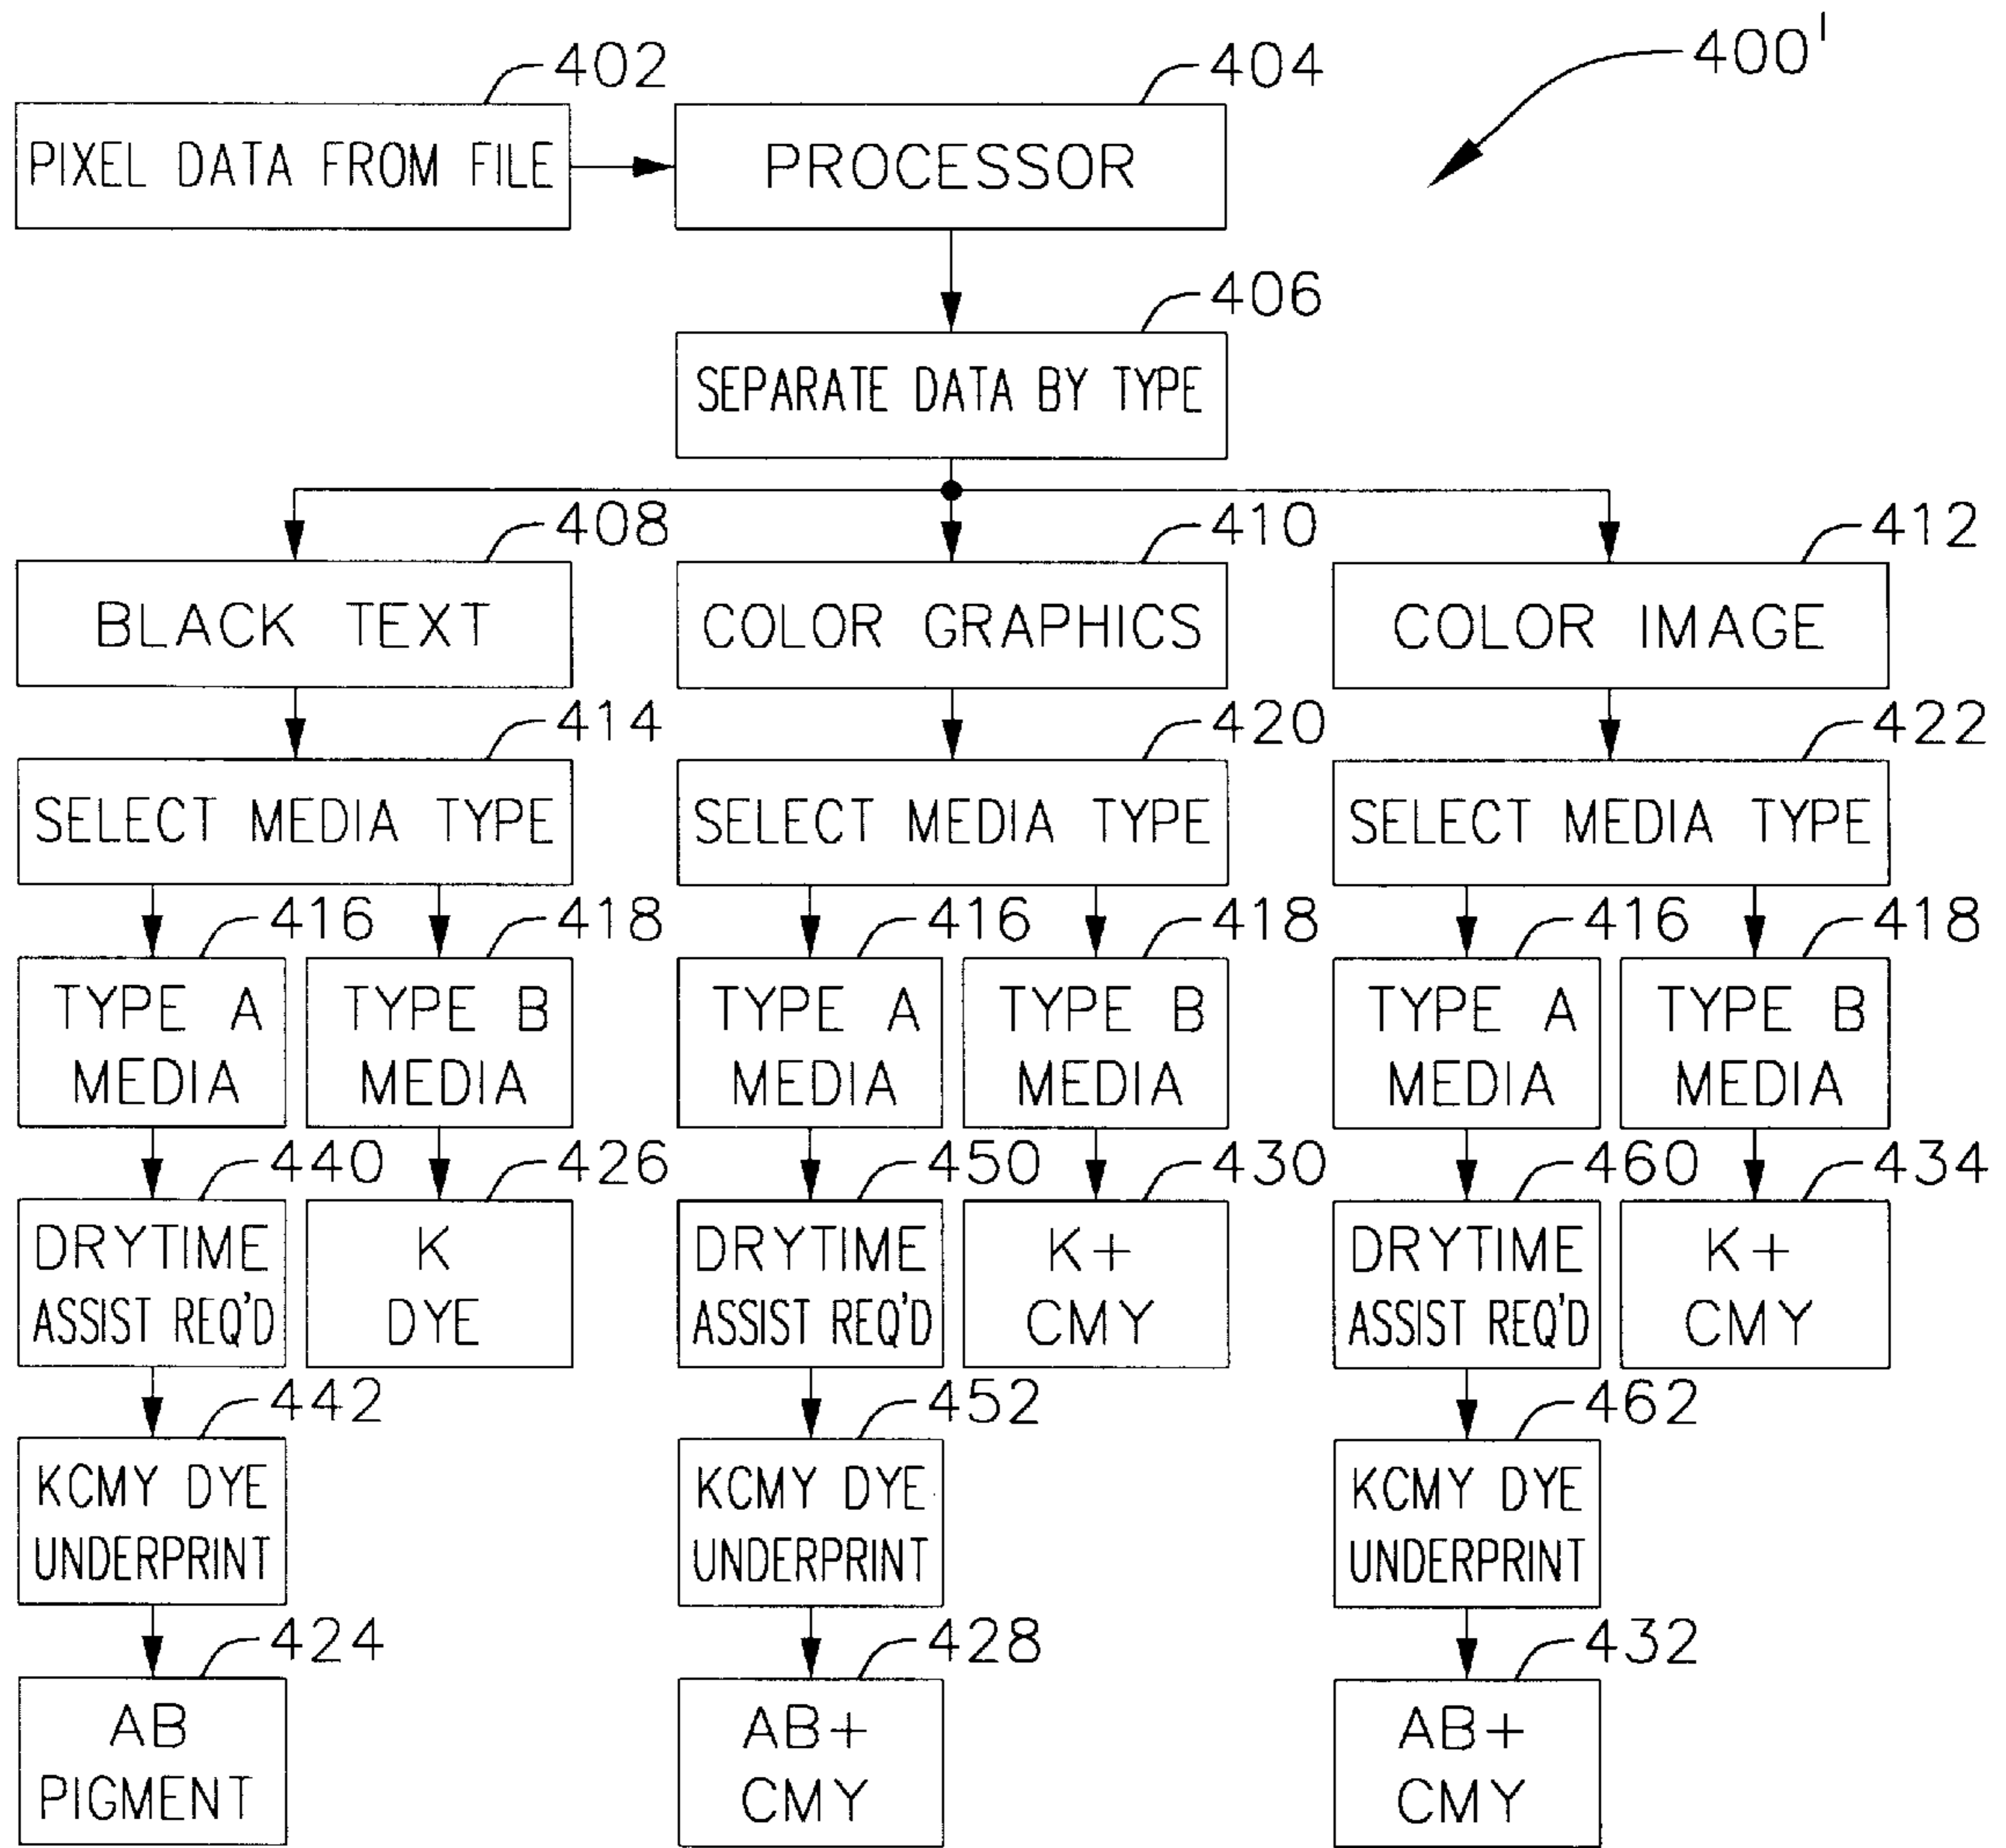 400'
402
404
PIXEL DATA FROM FILE
PROCESSOR
406
SEPARATE DATA BY TYPE
408
410
412
BLACK TEXT
COLOR GRAPHICS
COLOR IMAGE
414
420
422
SELECT MEDIA TYPE
SELECT MEDIA TYPE
SELECT MEDIA TYPE
416
418
416
418
416
418
TYPE A
MEDIA
TYPE B
MEDIA
TYPE A
MEDIA
TYPE B
MEDIA
TYPE A
MEDIA
TYPE B
MEDIA
440
426
450
430
460
434
DRYTIME
ASSIST REQ'D
K
DYE
DRYTIME
ASSIST REQ'D
K+
CMY
DRYTIME
ASSIST REQ'D
K+
CMY
442
452
462
KCMY DYE
UNDERPRINT
KCMY DYE
UNDERPRINT
KCMY DYE
UNDERPRINT
424
428
432
AB
PIGMENT
AB+
CMY
AB+
CMY